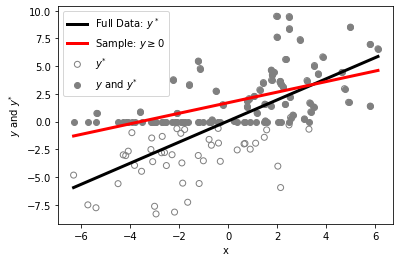 10.0
7.5
5.0
2.5
0.0
−2.5
−5.0
−7.5
y and y*
Full Data: y*
Sample: y ≥ 0
y*
y and y*
−6
−4
−2
0
2
4
6
x